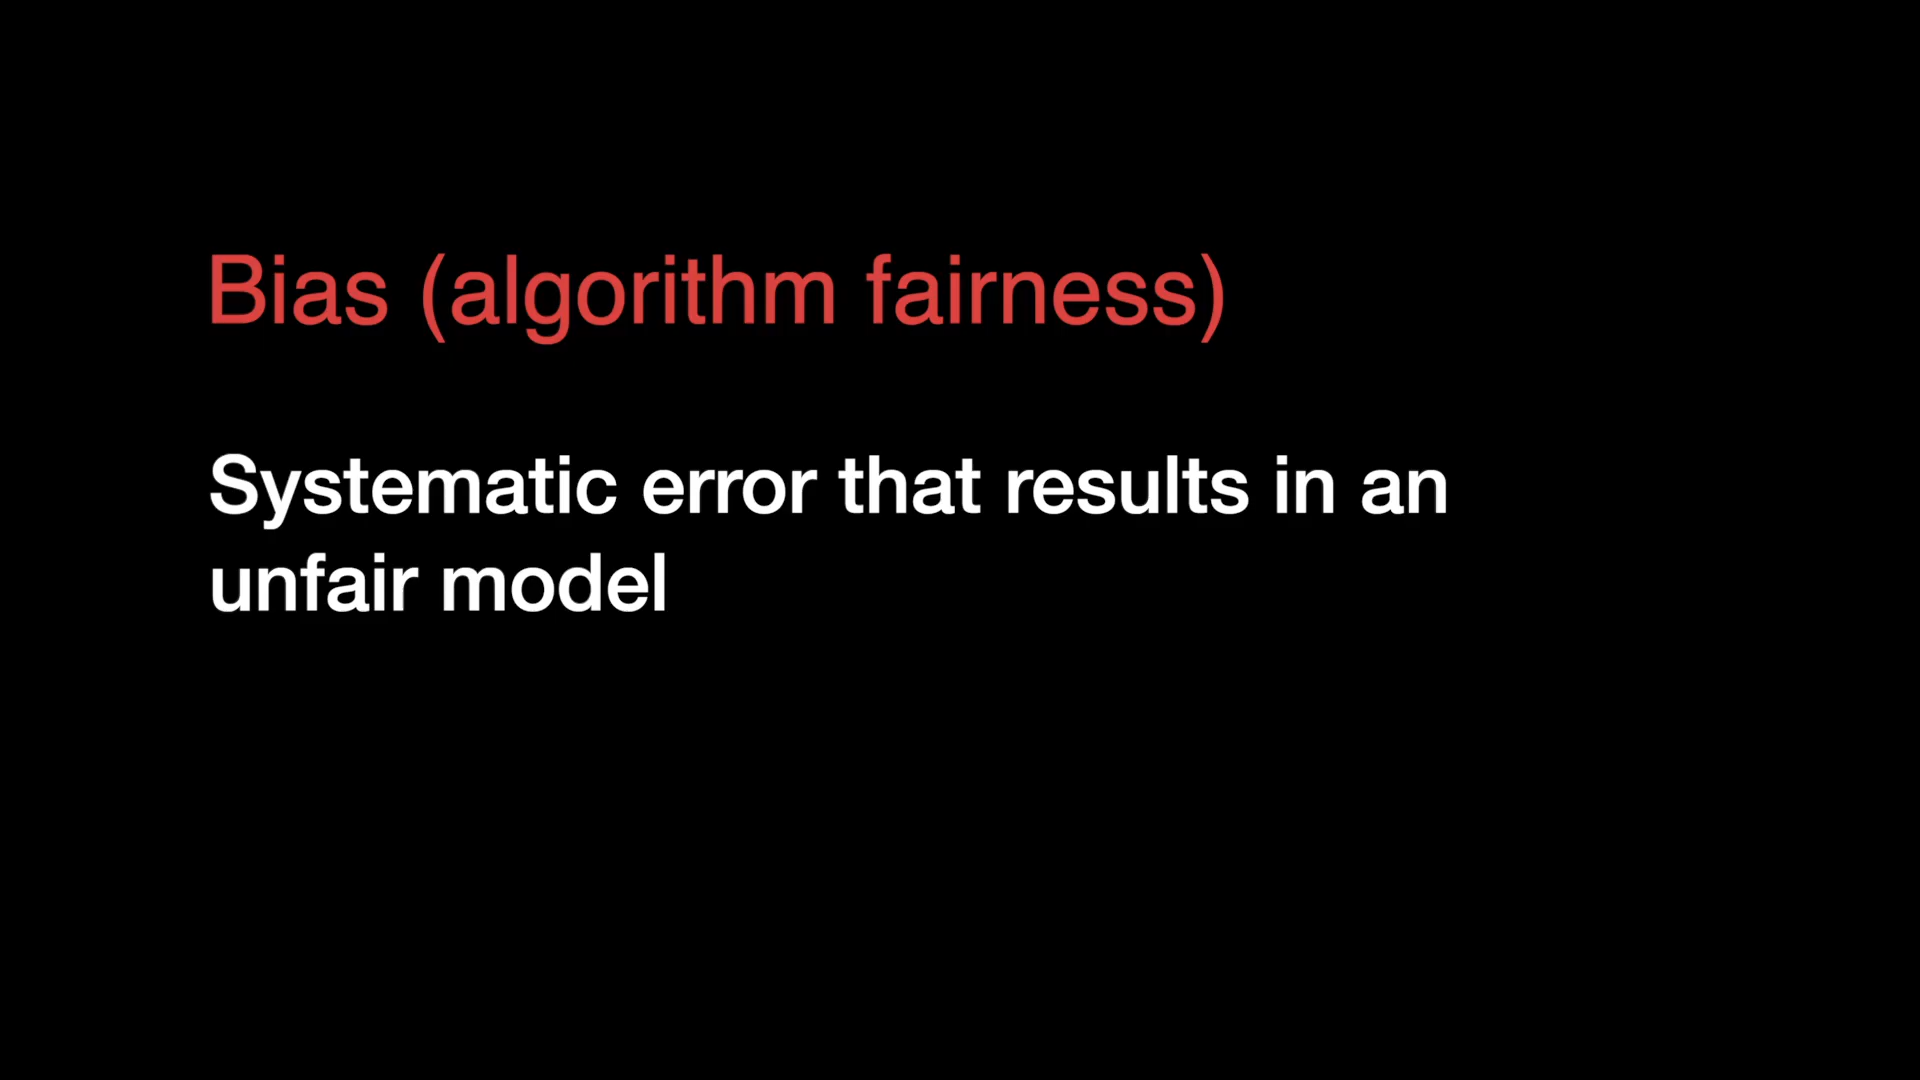 Bias (algorithm fairness)
Systematic error that results in an
unfair model